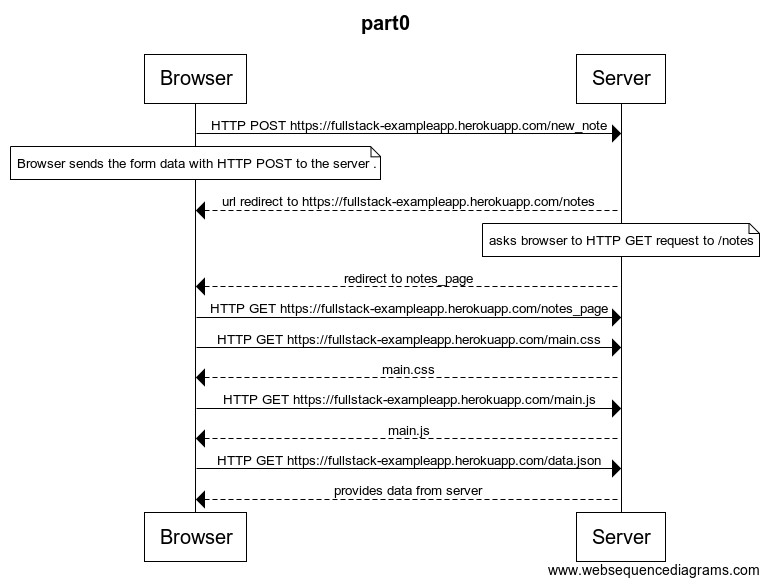 part0
Browser
Server
HTTP POST https://fullstack-exampleapp.herokuapp.com/new_note
Browser sends the form data with HTTP POST to the server .
url redirect to https://fullstack-exampleapp.herokuapp.com/notes
asks browser to HTTP GET request to /notes
redirect to notes_page
HTTP GET https://fullstack-exampleapp.herokuapp.com/notes_page
HTTP GET https://fullstack-exampleapp.herokuapp.com/main.css
main.css
HTTP GET https://fullstack-exampleapp.herokuapp.com/main.js
main.js
HTTP GET https://fullstack-exampleapp.herokuapp.com/data.json
provides data from server
Browser
Server
www.websequencediagrams.com